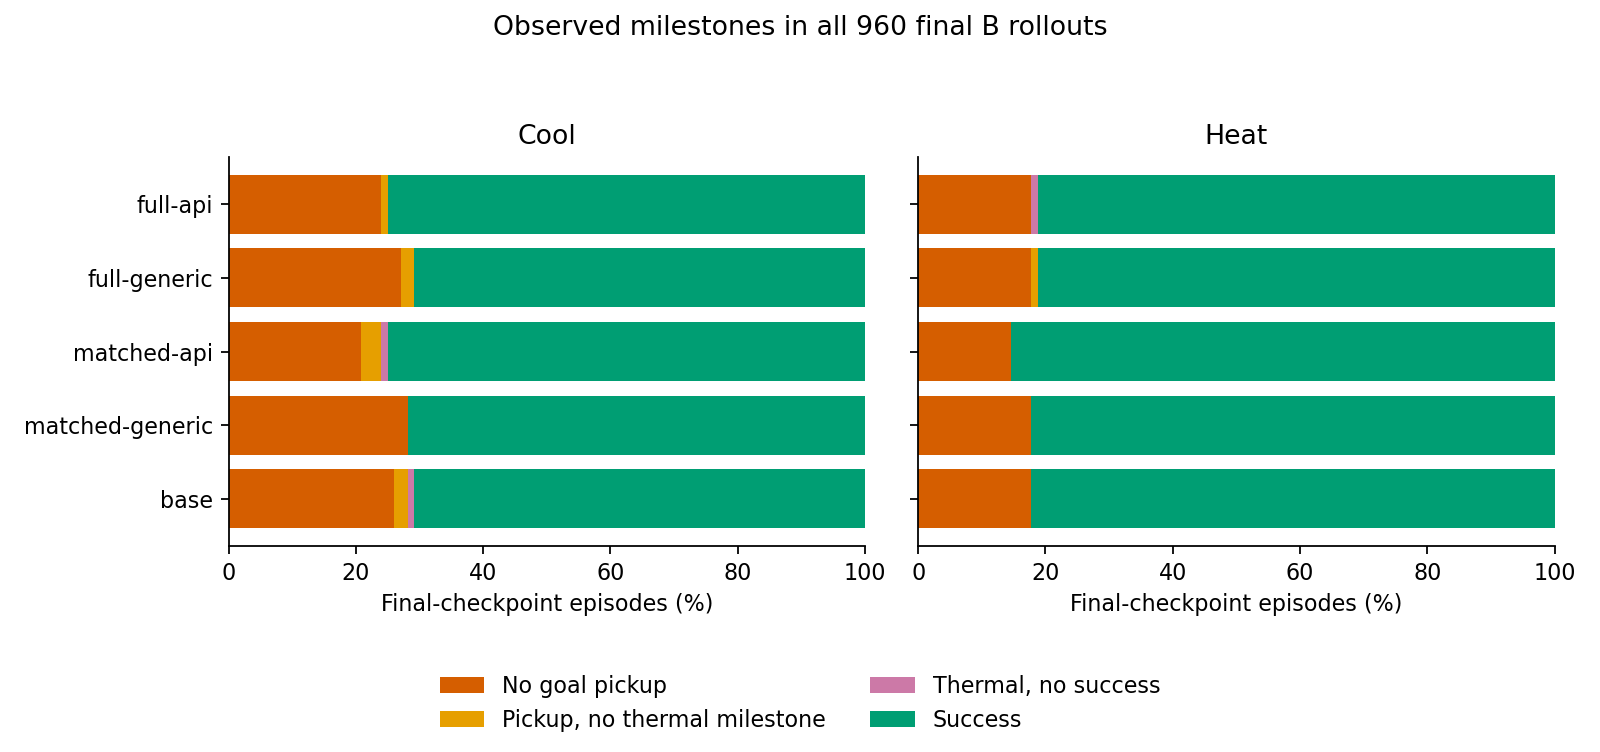 Observed milestones in all 960 final B rollouts
Cool
Heat
full-api
full-generic
matched-api
matched-generic
base
0 20 40 60 80 100
0 20 40 60 80 100
Final-checkpoint episodes (%)
Final-checkpoint episodes (%)
No goal pickup
Pickup, no thermal milestone
Thermal, no success
Success